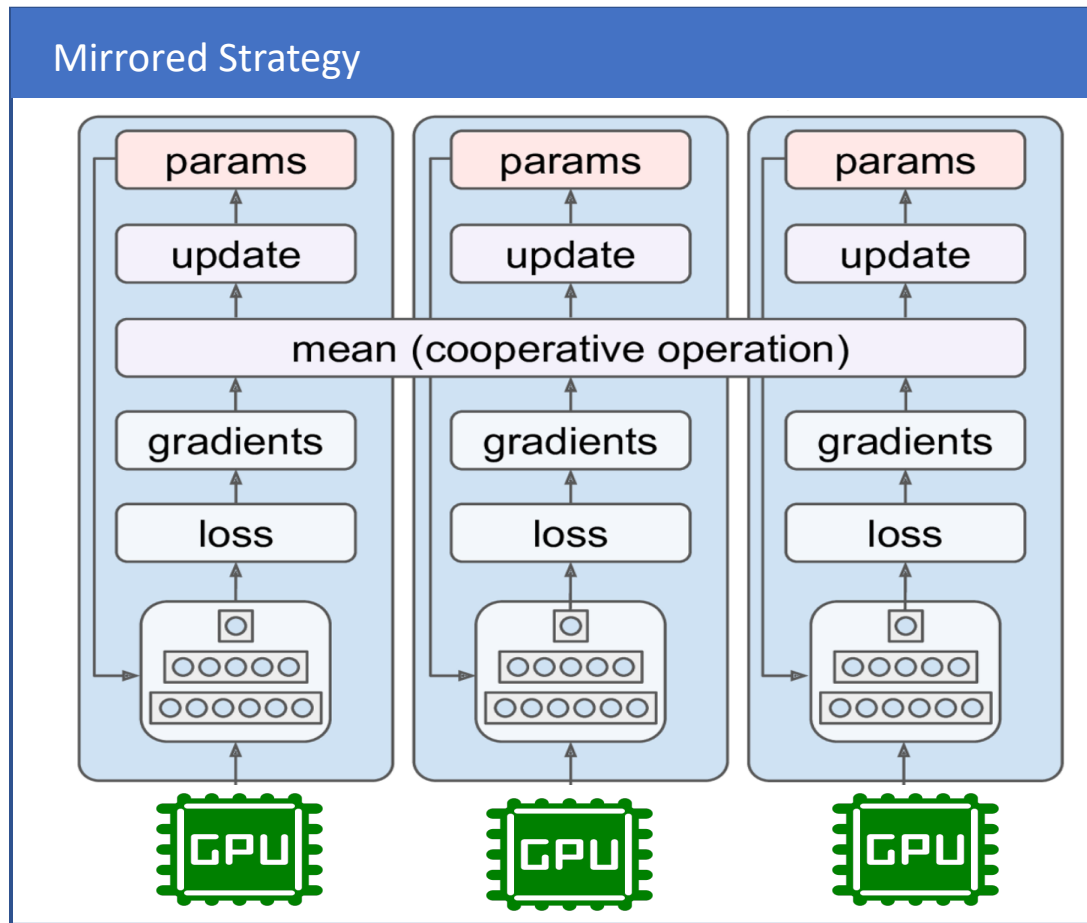 Mirrored Strategy
params
params
params
update
update
update
mean (cooperative operation)
gradients
gradients
gradients
loss
loss
loss
GPU
GPU
GPU